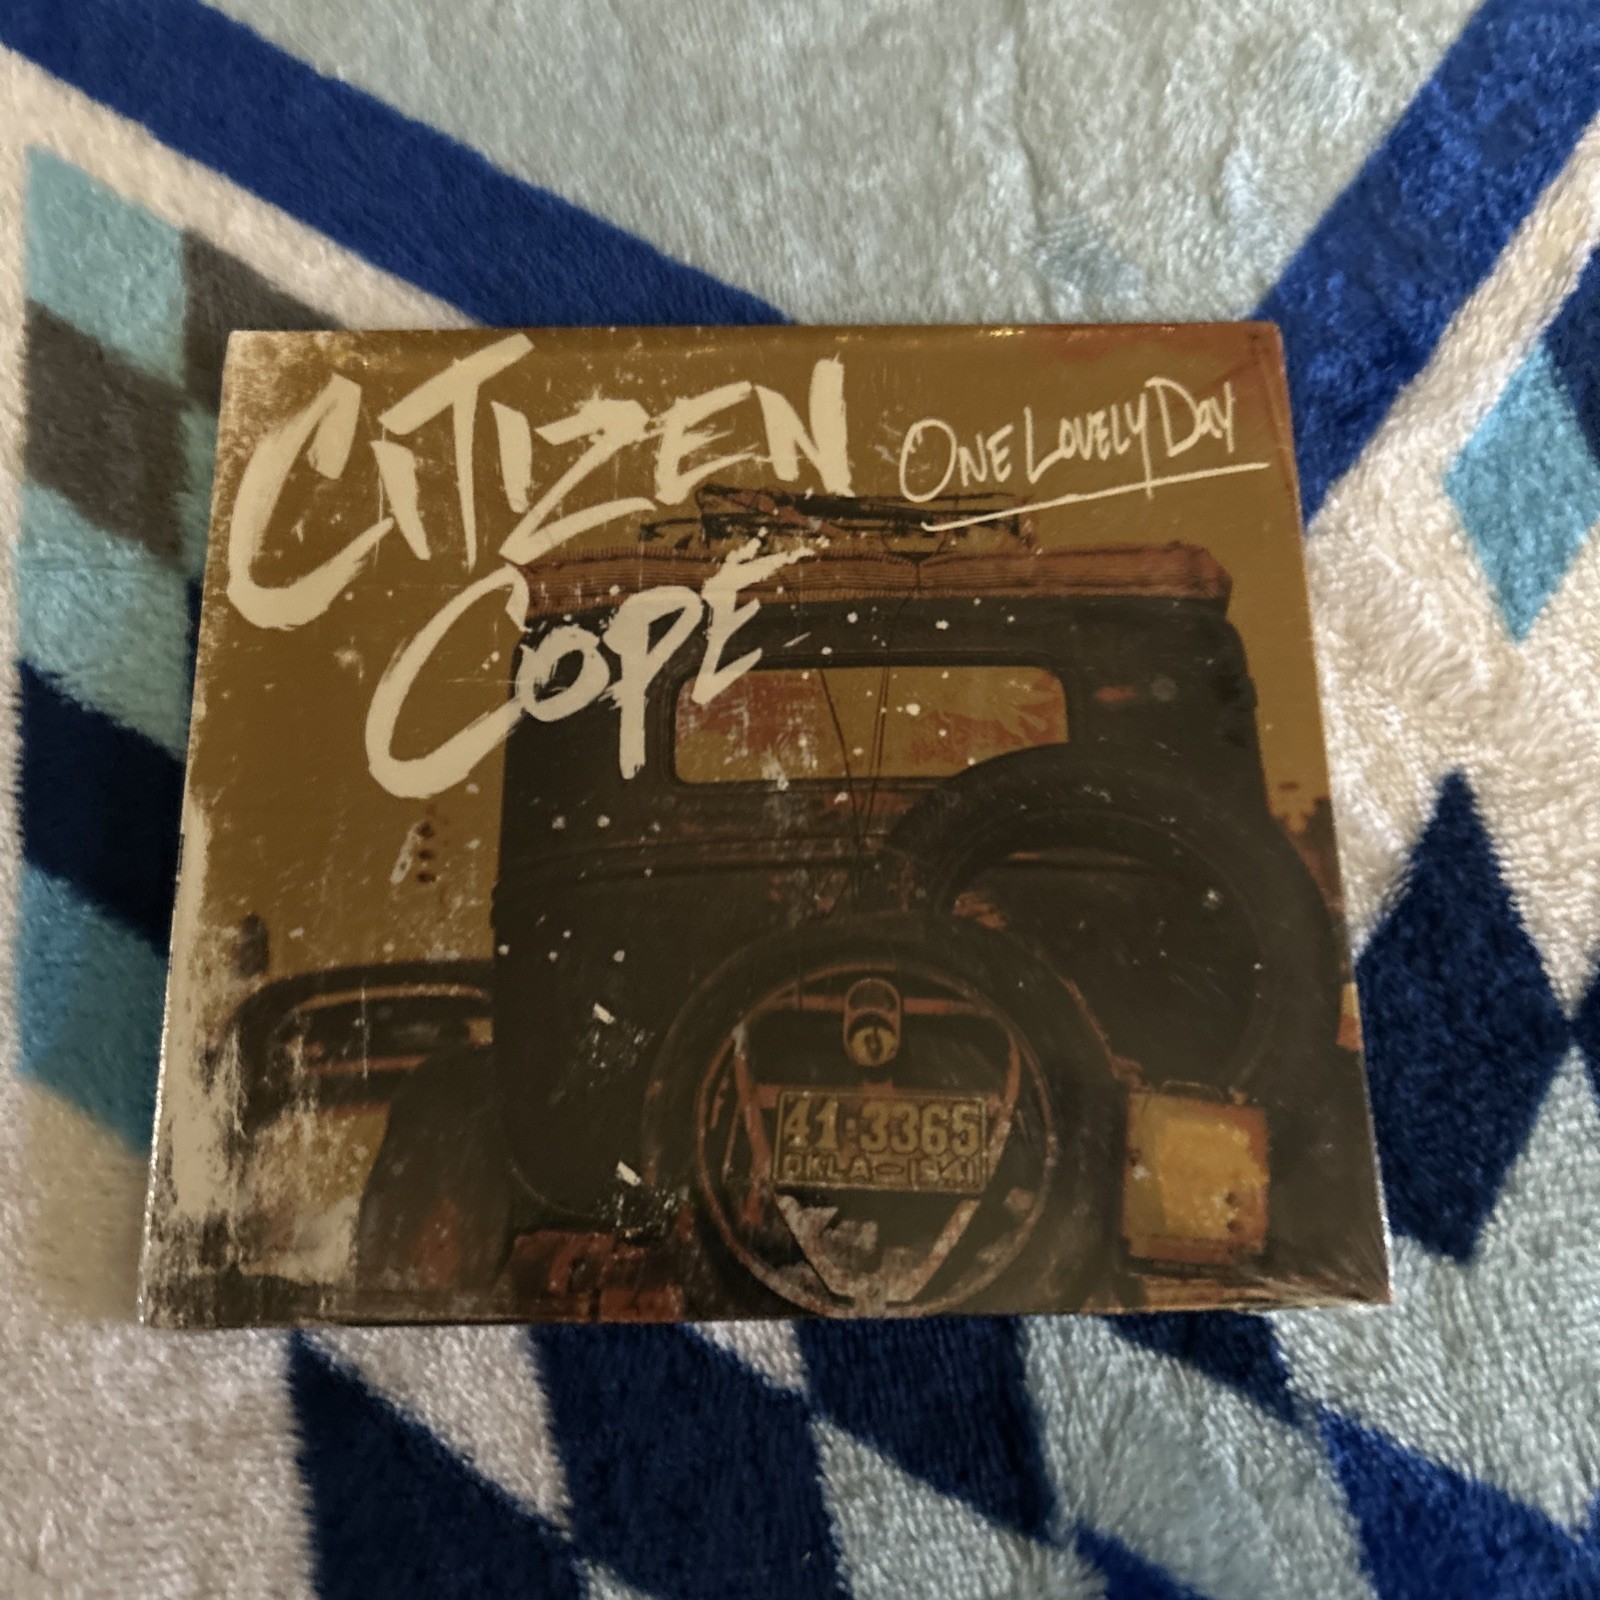 CiTiZEN
COPE
ONE LOVELY DAY
41·3365
OKLA-1941